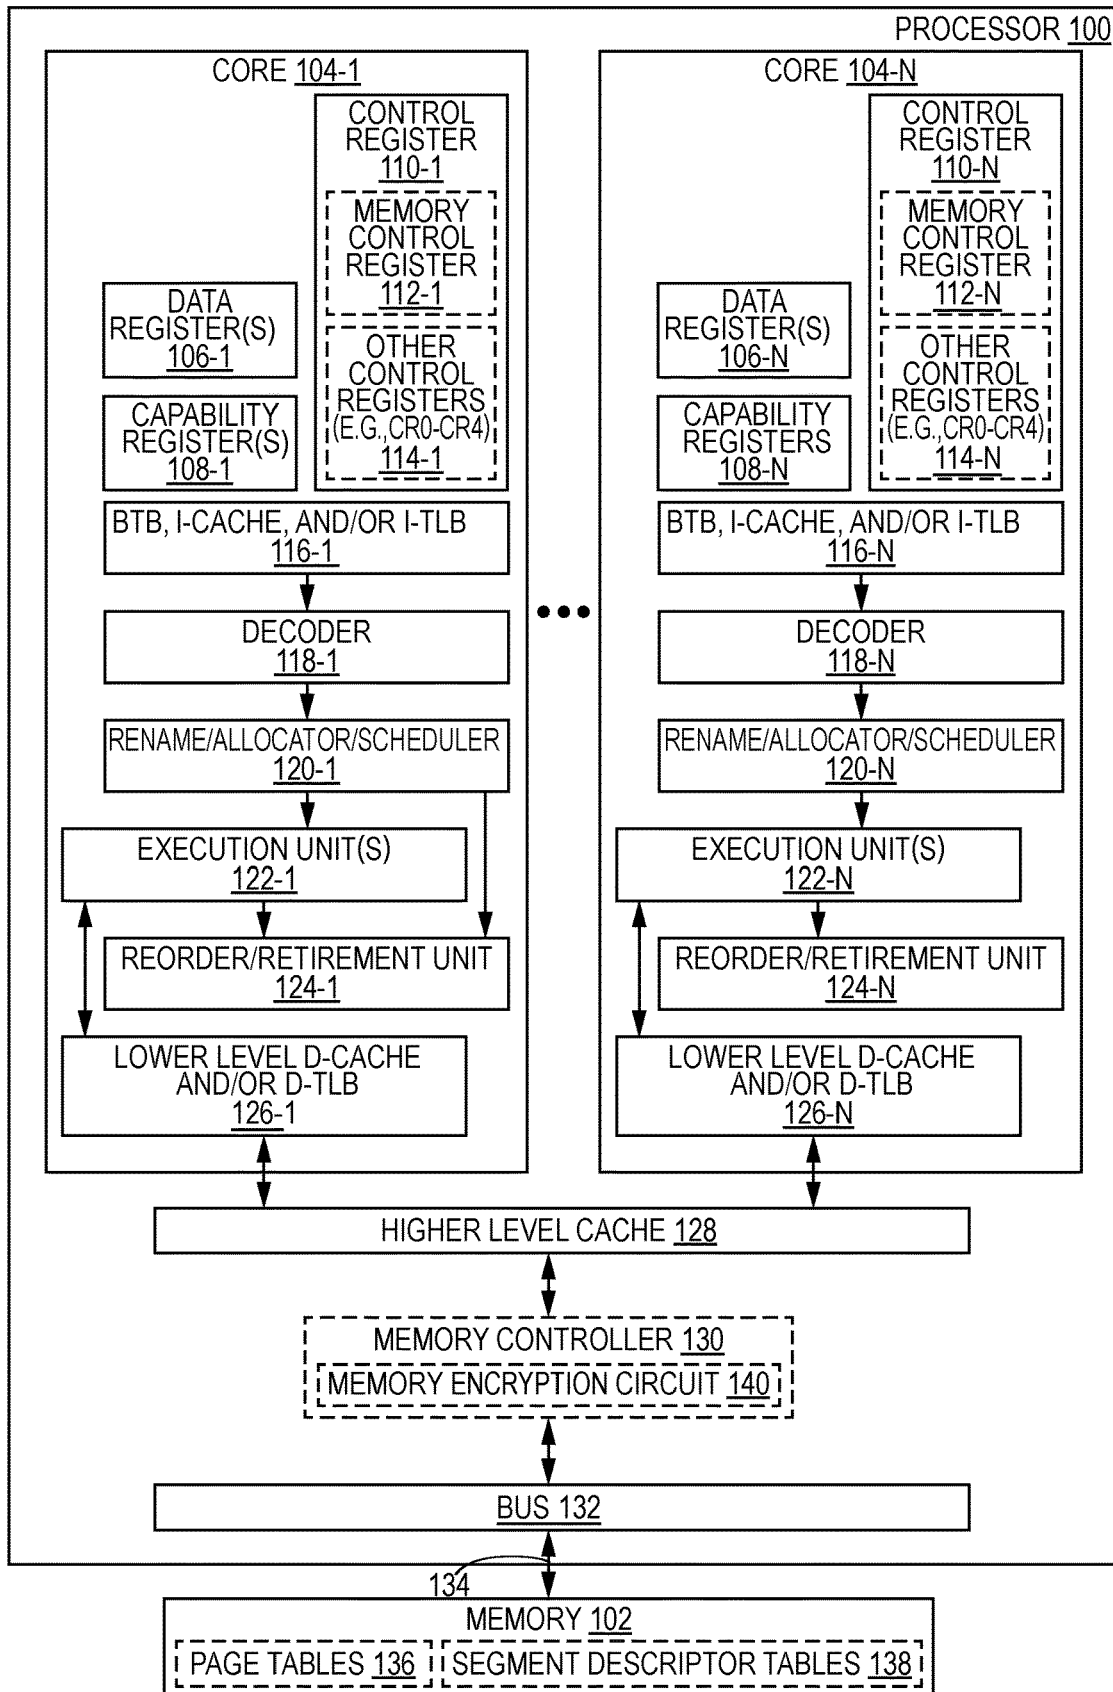 PROCESSOR 100
CORE 104-1
CONTROL
REGISTER
110-1
MEMORY
CONTROL
REGISTER
112-1
DATA
REGISTER(S)
106-1
OTHER
CONTROL
REGISTERS
(E.G.,CR0-CR4)
114-1
CAPABILITY
REGISTER(S)
108-1
BTB, I-CACHE, AND/OR I-TLB
116-1
DECODER
118-1
RENAME/ALLOCATOR/SCHEDULER
120-1
EXECUTION UNIT(S)
122-1
REORDER/RETIREMENT UNIT
124-1
LOWER LEVEL D-CACHE
AND/OR D-TLB
126-1
CORE 104-N
CONTROL
REGISTER
110-N
MEMORY
CONTROL
REGISTER
112-N
DATA
REGISTER(S)
106-N
OTHER
CONTROL
REGISTERS
(E.G.,CR0-CR4)
114-N
CAPABILITY
REGISTERS
108-N
BTB, I-CACHE, AND/OR I-TLB
116-N
DECODER
118-N
RENAME/ALLOCATOR/SCHEDULER
120-N
EXECUTION UNIT(S)
122-N
REORDER/RETIREMENT UNIT
124-N
LOWER LEVEL D-CACHE
AND/OR D-TLB
126-N
HIGHER LEVEL CACHE 128
MEMORY CONTROLLER 130
MEMORY ENCRYPTION CIRCUIT 140
BUS 132
134
MEMORY 102
PAGE TABLES 136
SEGMENT DESCRIPTOR TABLES 138